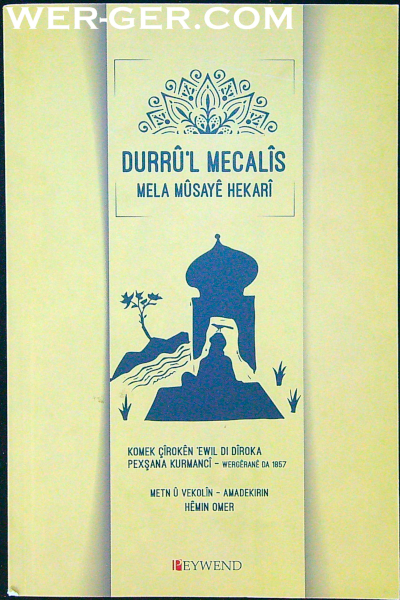 WER-GER.COM
DURRÛ'L MECALÎS
MELA MÛSAYÊ HEKARÎ
KOMEK ÇÎROKÊN 'EWIL DI DÎROKA
PEXŞANA KURMANCÎ – WERGÊRANÊ DA 1857
METN Û VEKOLÎN – AMADEKIRIN
HÊMIN OMER
PEYWEND